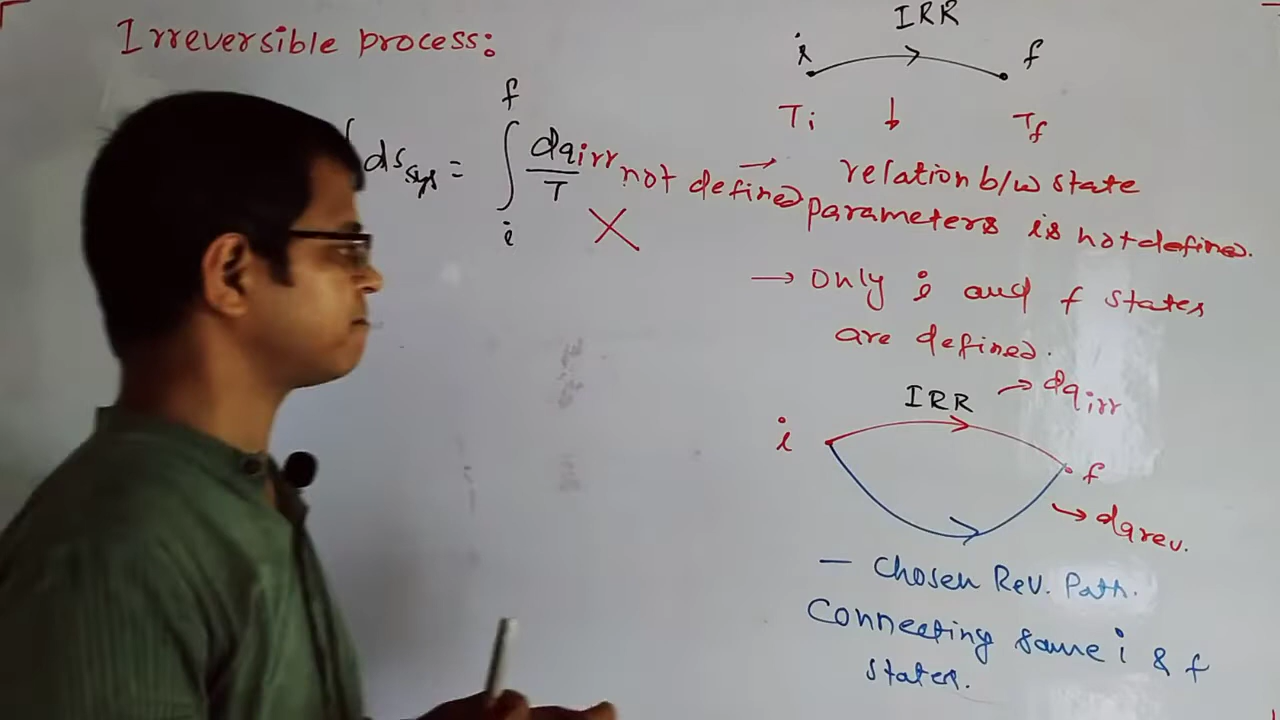 Irreversible process:
f
∫ dS_sys = ∫ dq_irr / T not defined
i
IRR
i f
Ti Tf
→ relation b/w state
parameters is not defined.
→ Only i and f states
are defined.
IRR → dq_irr
i f
→ dq_rev.
- Chosen Rev. Path.
Connecting same i & f
states.